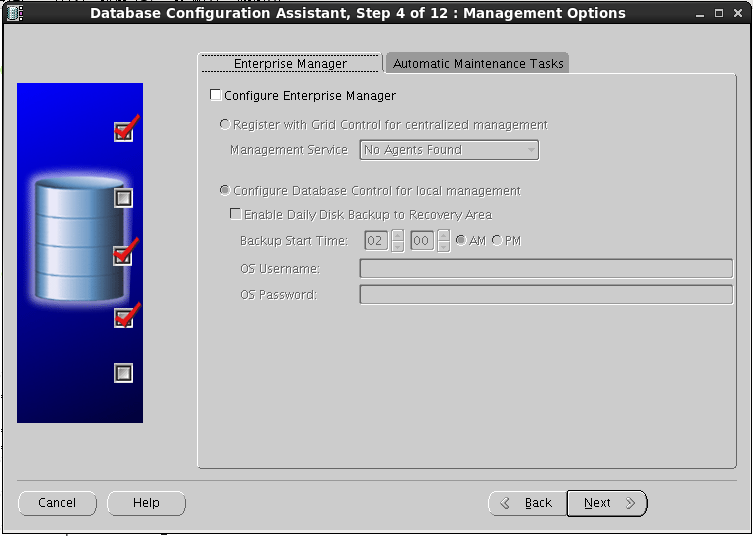 Database Configuration Assistant, Step 4 of 12 : Management Options
Enterprise Manager
Automatic Maintenance Tasks
Configure Enterprise Manager
Register with Grid Control for centralized management
Management Service No Agents Found
Configure Database Control for local management
Enable Daily Disk Backup to Recovery Area
Backup Start Time: 02 00 AM PM
OS Username:
OS Password:
Cancel Help Back Next